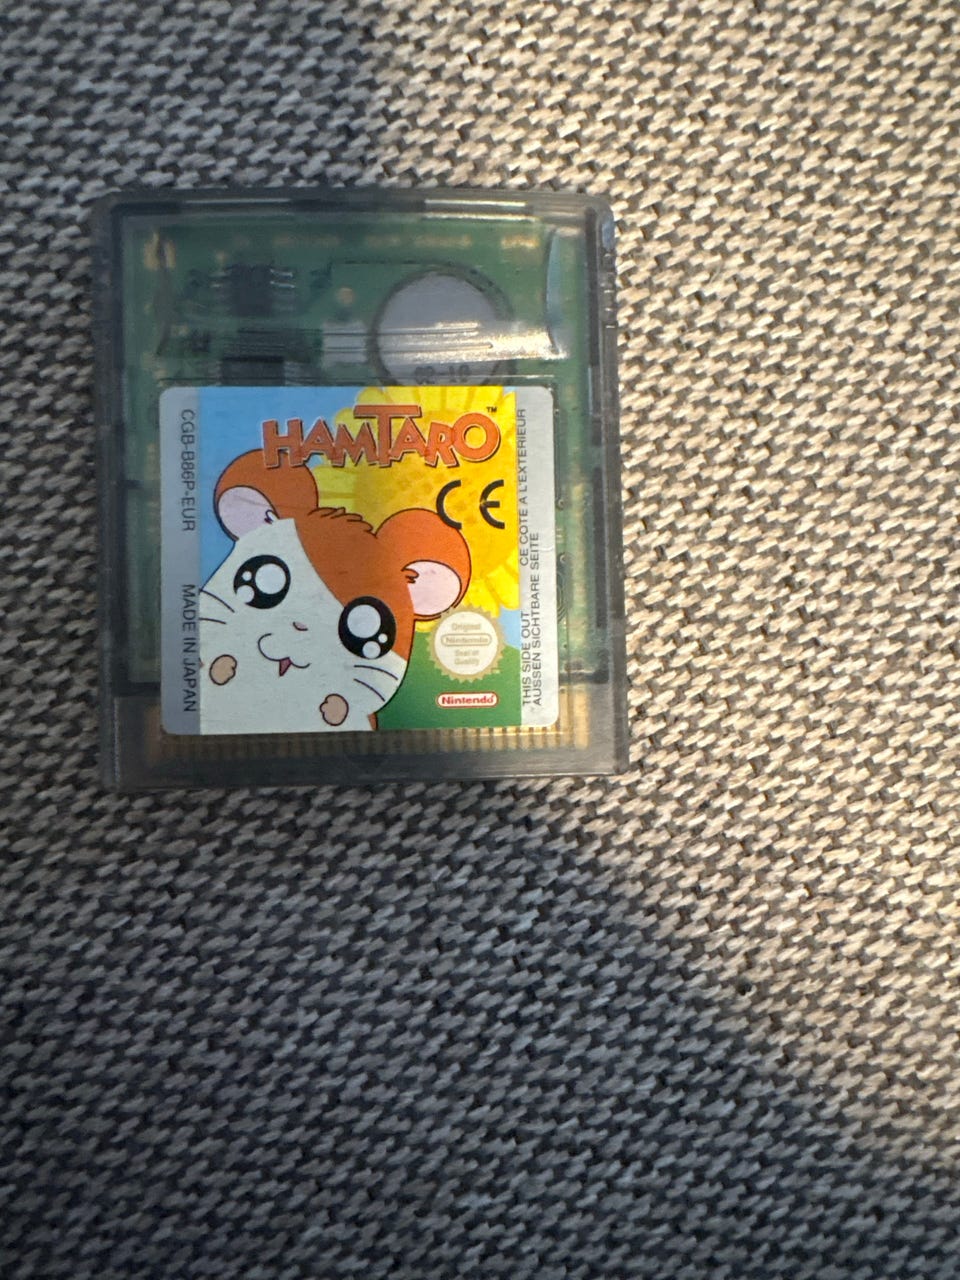 HAMTARO™
CE
CGB-B86P-EUR MADE IN JAPAN
THIS SIDE OUT CE COTE A L'EXTERIEUR
AUSSEN SICHTBARE SEITE
Original
Nintendo
Seal of
Quality
Nintendo